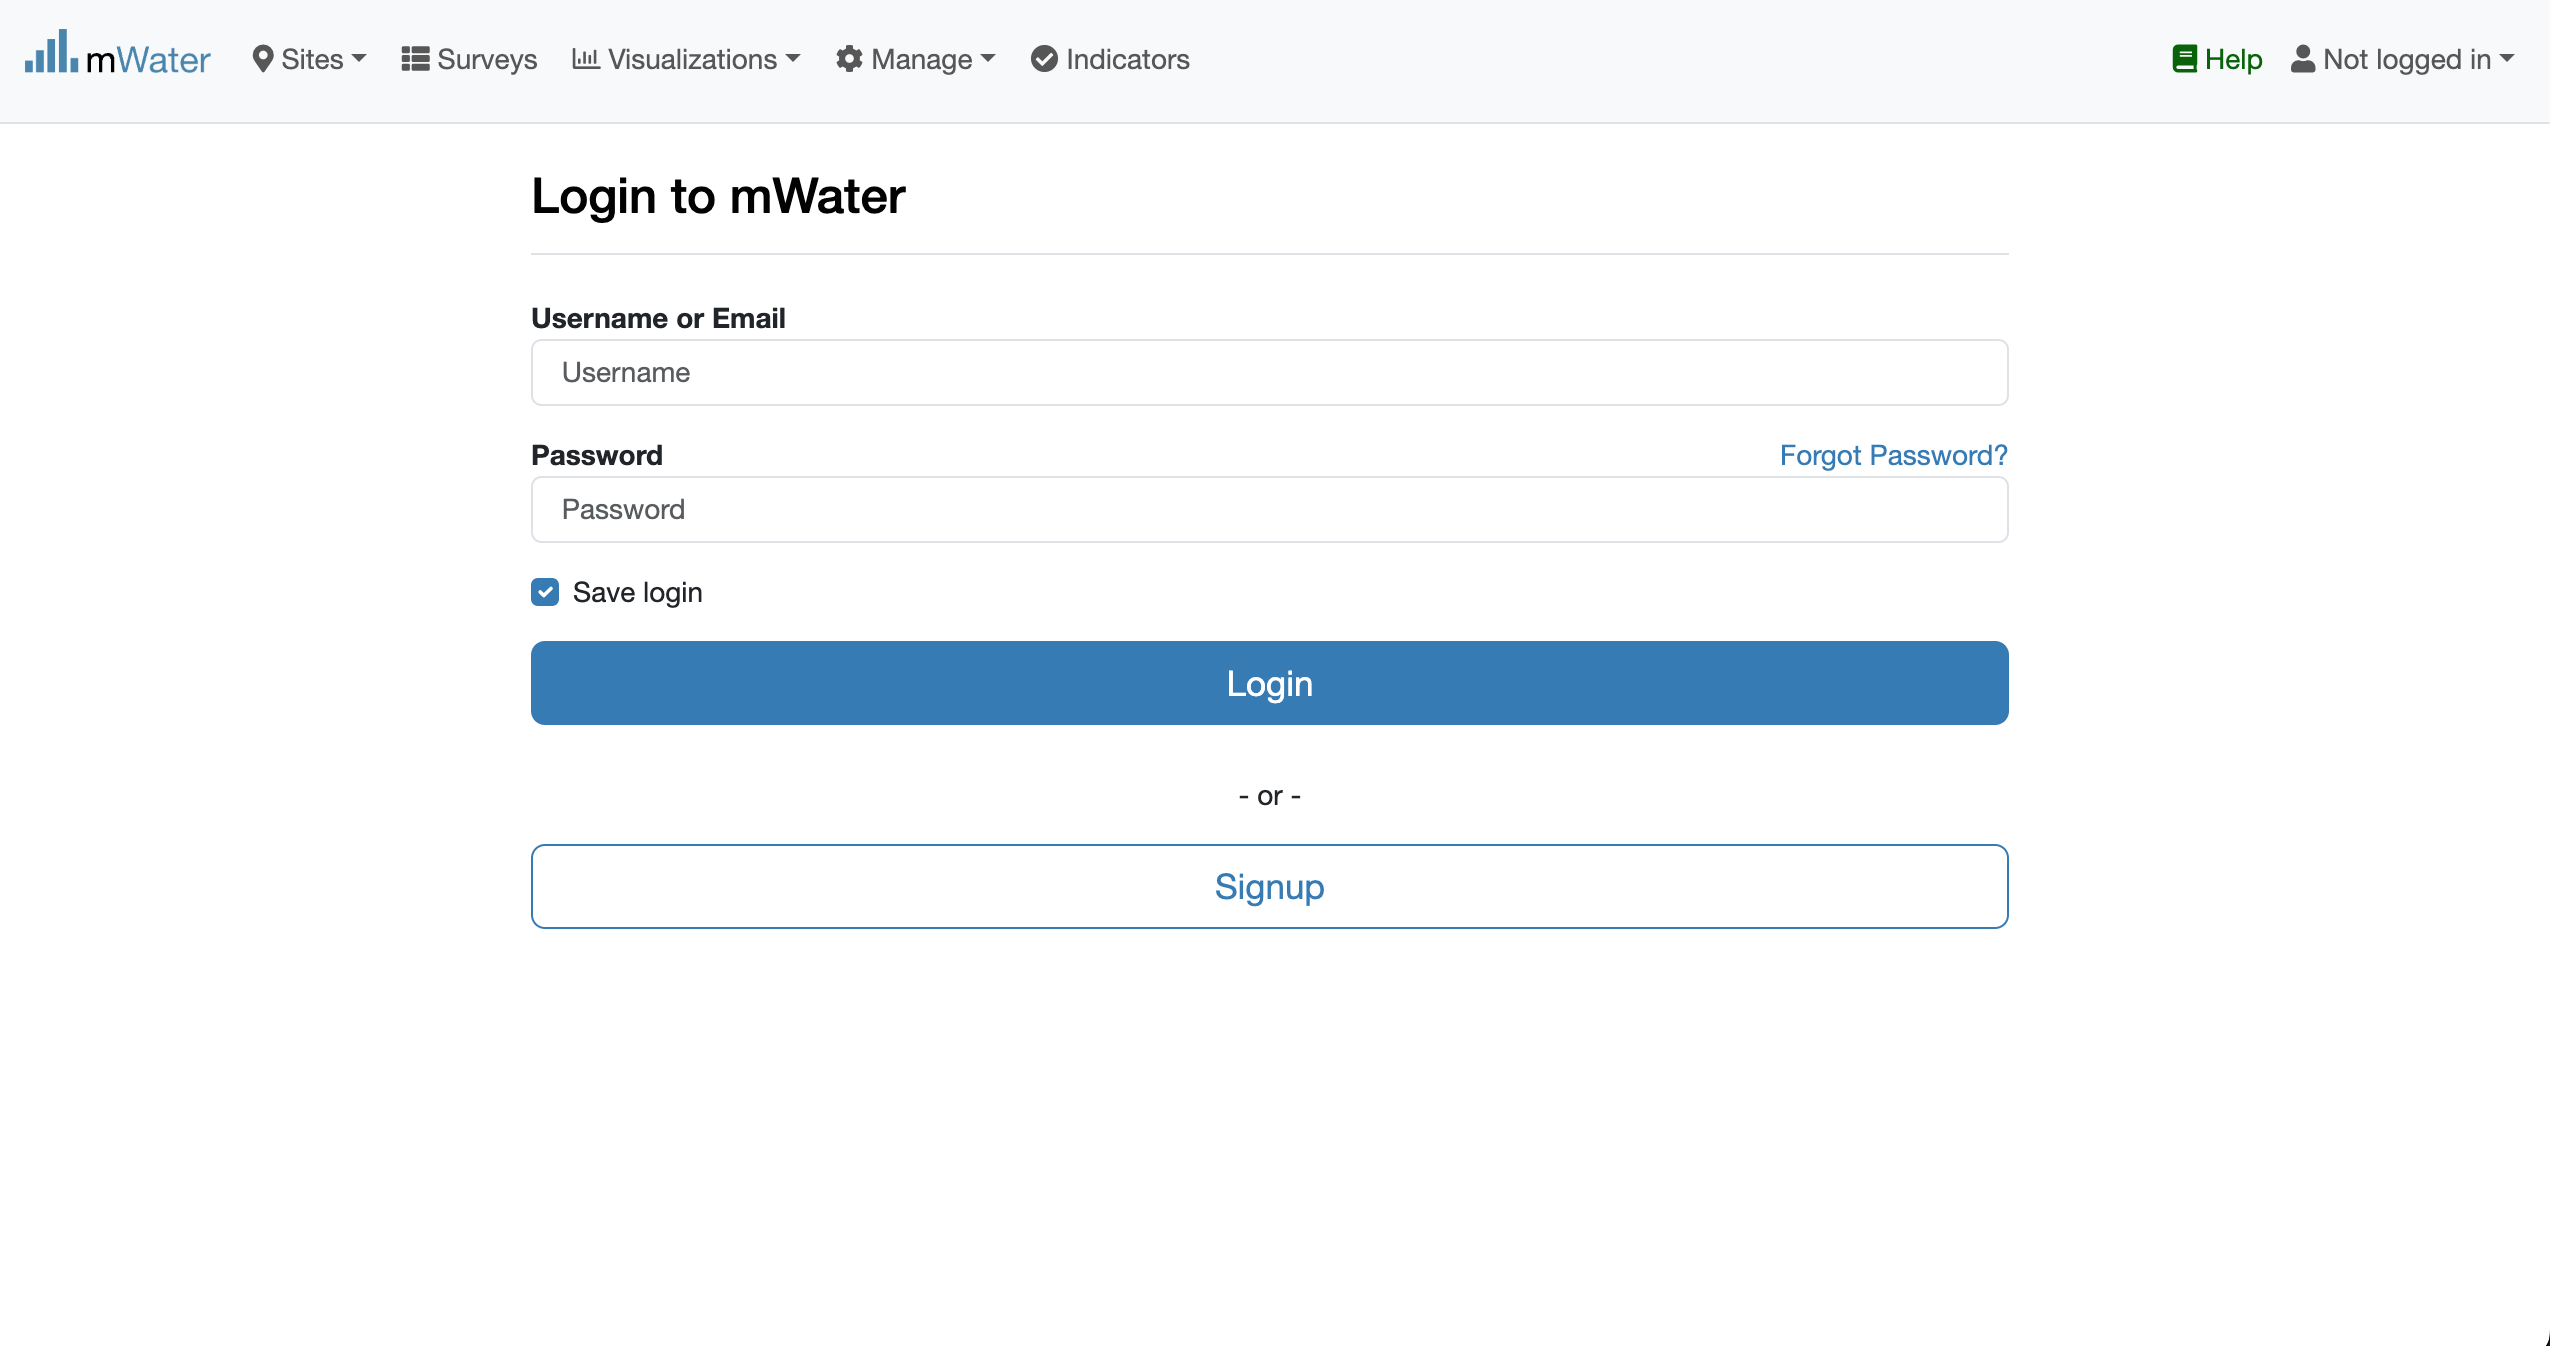 mWater Sites Surveys Visualizations Manage Indicators Help Not logged in
Login to mWater
Username or Email
Username
Password Forgot Password?
Password
Save login
Login
- or -
Signup